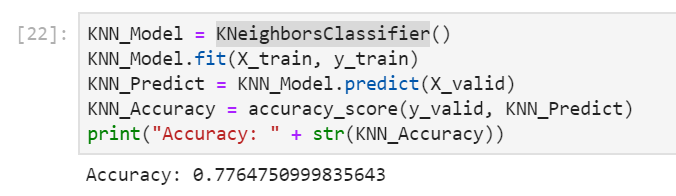 [22]: KNN_Model = KNeighborsClassifier()
KNN_Model.fit(X_train, y_train)
KNN_Predict = KNN_Model.predict(X_valid)
KNN_Accuracy = accuracy_score(y_valid, KNN_Predict)
print("Accuracy: " + str(KNN_Accuracy))
Accuracy: 0.7764750999835643